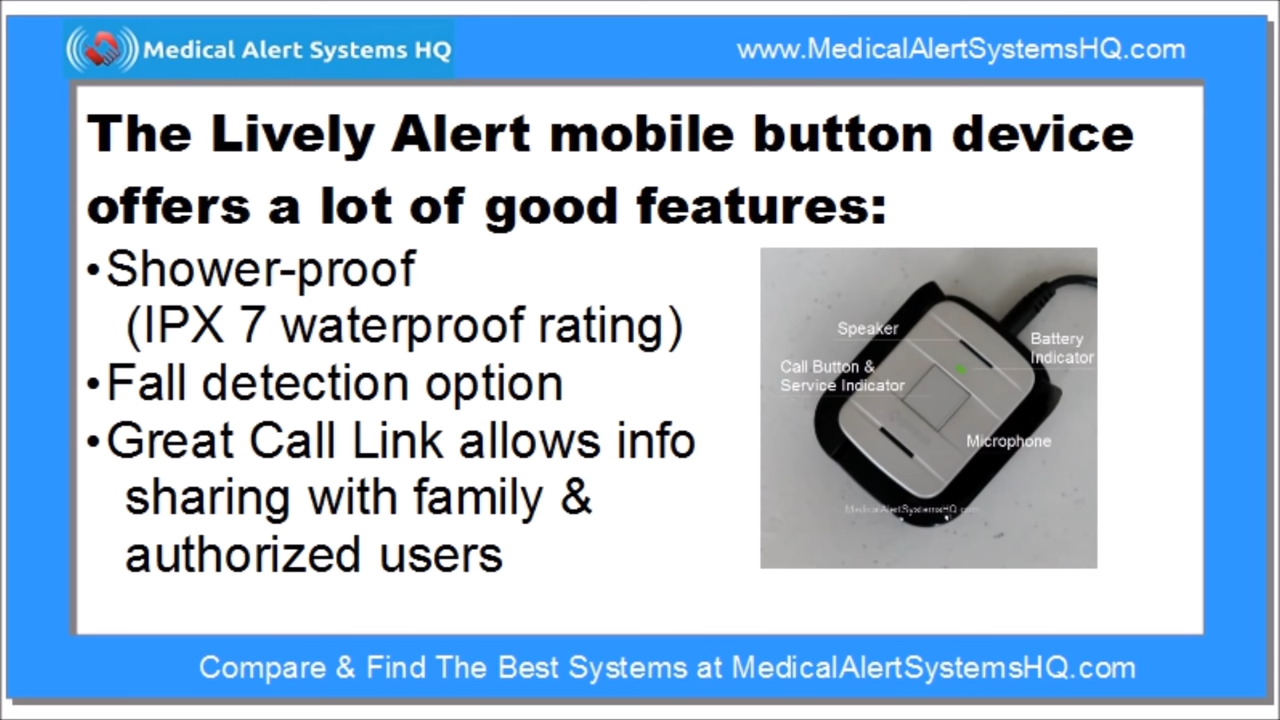 Medical Alert Systems HQ
www.MedicalAlertSystemsHQ.com
The Lively Alert mobile button device
offers a lot of good features:
•Shower-proof
(IPX 7 waterproof rating)
•Fall detection option
•Great Call Link allows info
sharing with family &
authorized users
Speaker
Battery
Indicator
Call Button &
Service Indicator
Microphone
MedicalAlertSystemsHQ.com
Compare & Find The Best Systems at MedicalAlertSystemsHQ.com